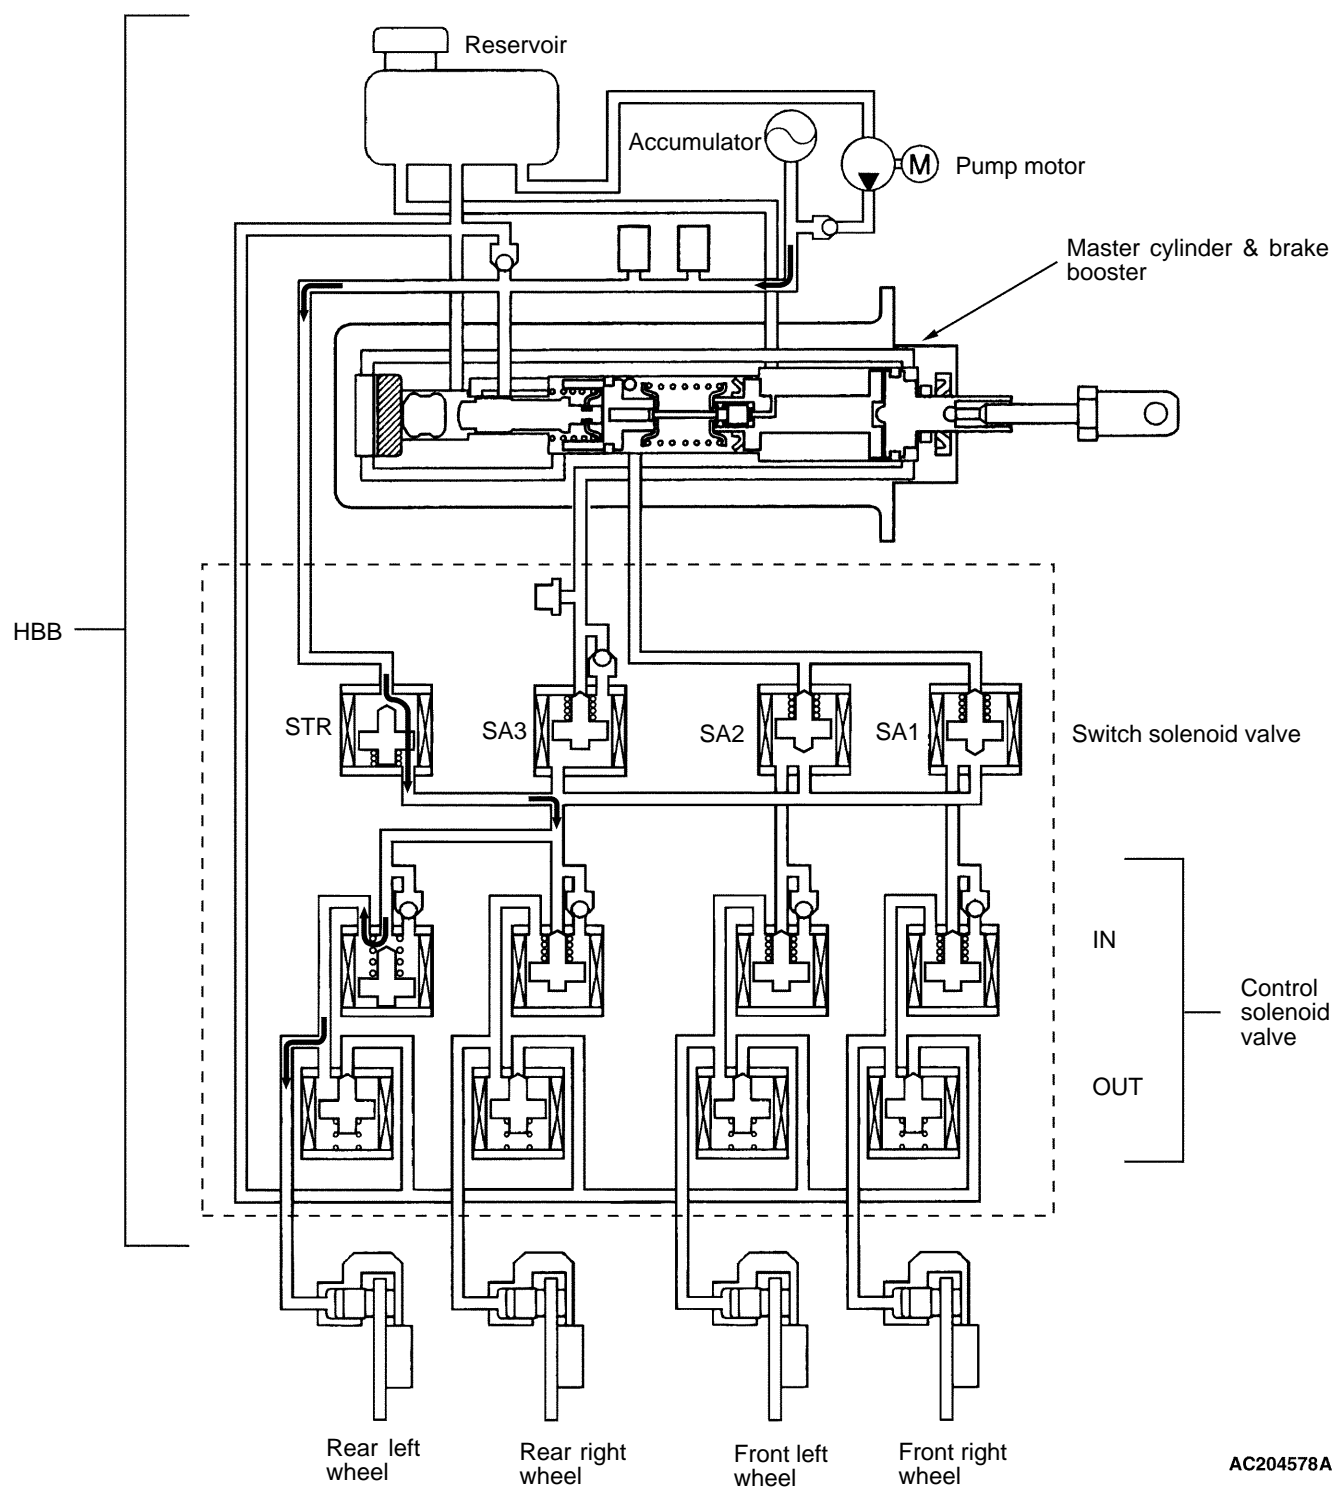 Reservoir
Accumulator
M
Pump motor
Master cylinder & brake
booster
HBB
STR
SA3
SA2
SA1
Switch solenoid valve
IN
Control
solenoid
valve
OUT
Rear left
wheel
Rear right
wheel
Front left
wheel
Front right
wheel
AC204578A